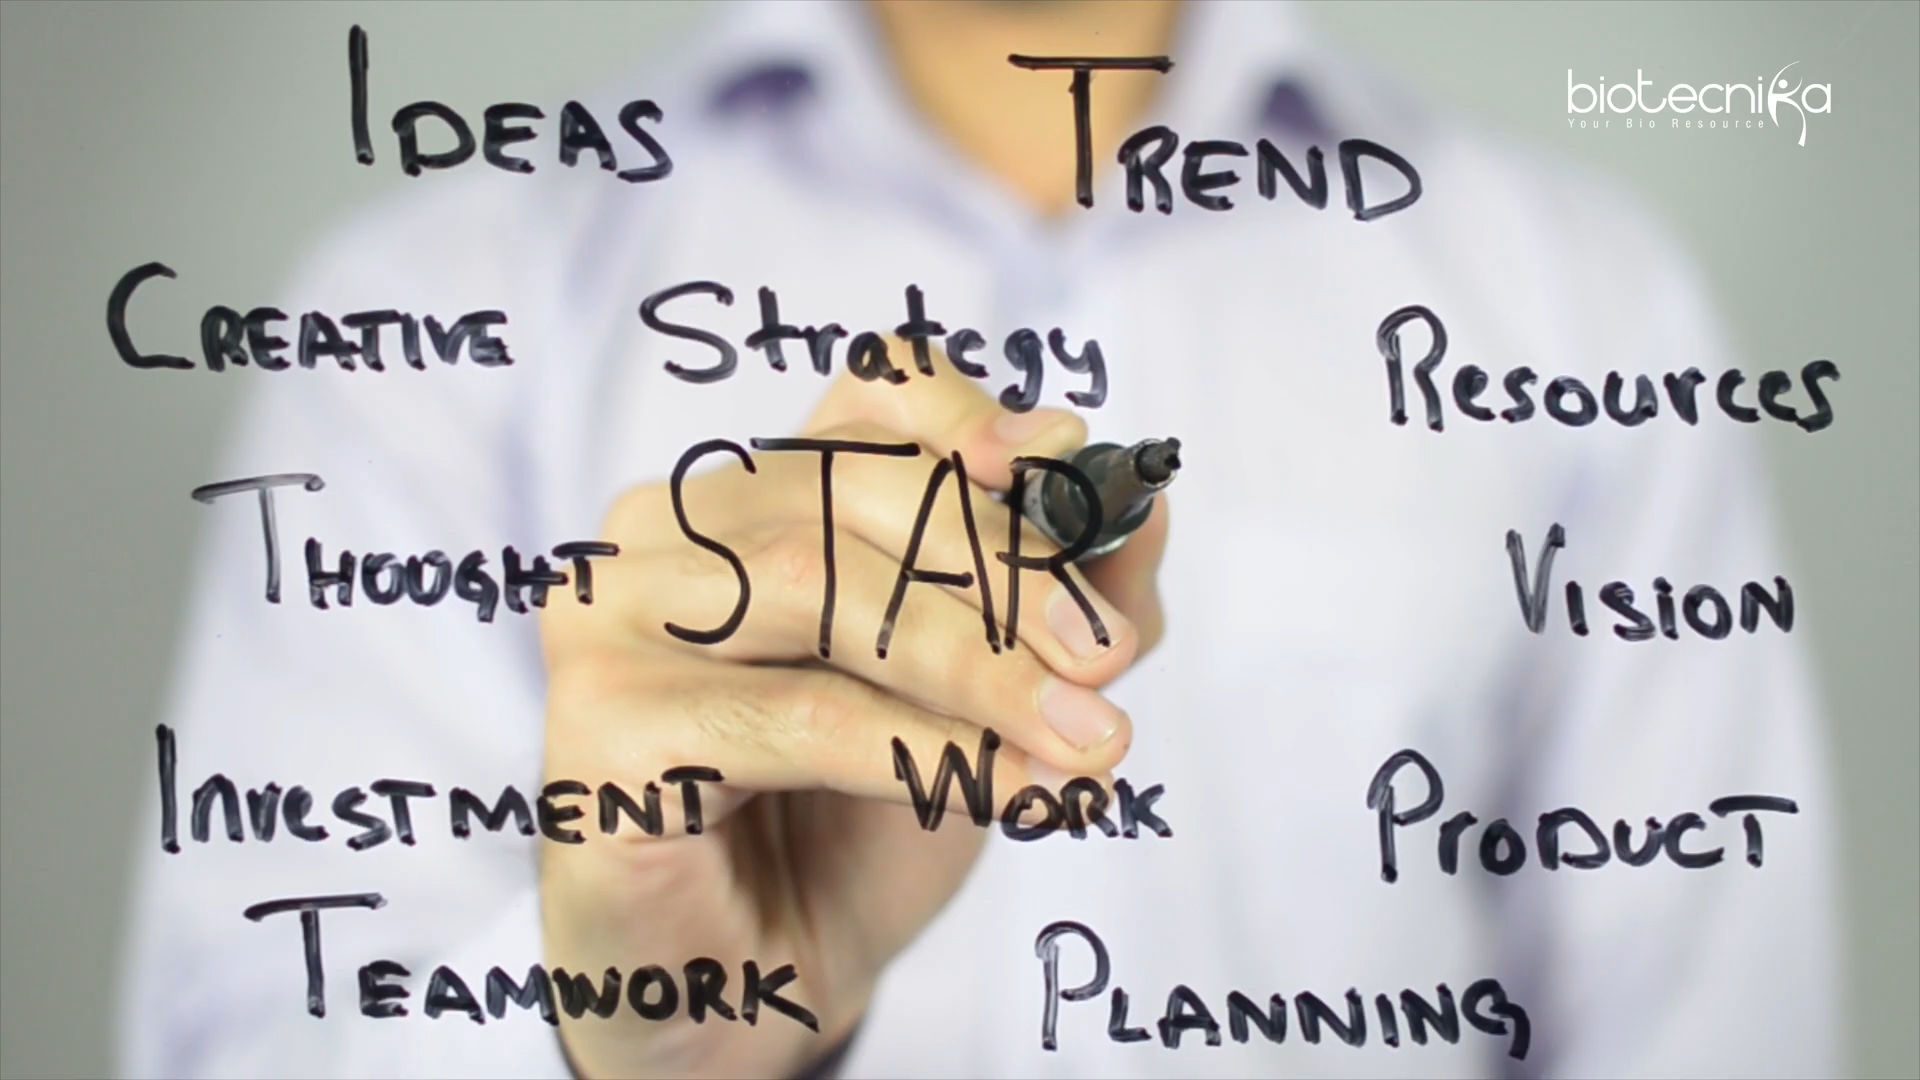 IDEAS
TREND
biotecnika
Your Bio Resource
CREATIVE
Strategy
Resources
THOUGHT
STAR
VISION
INVESTMENT
WORK
PRODUCT
TEAMWORK
PLANNING